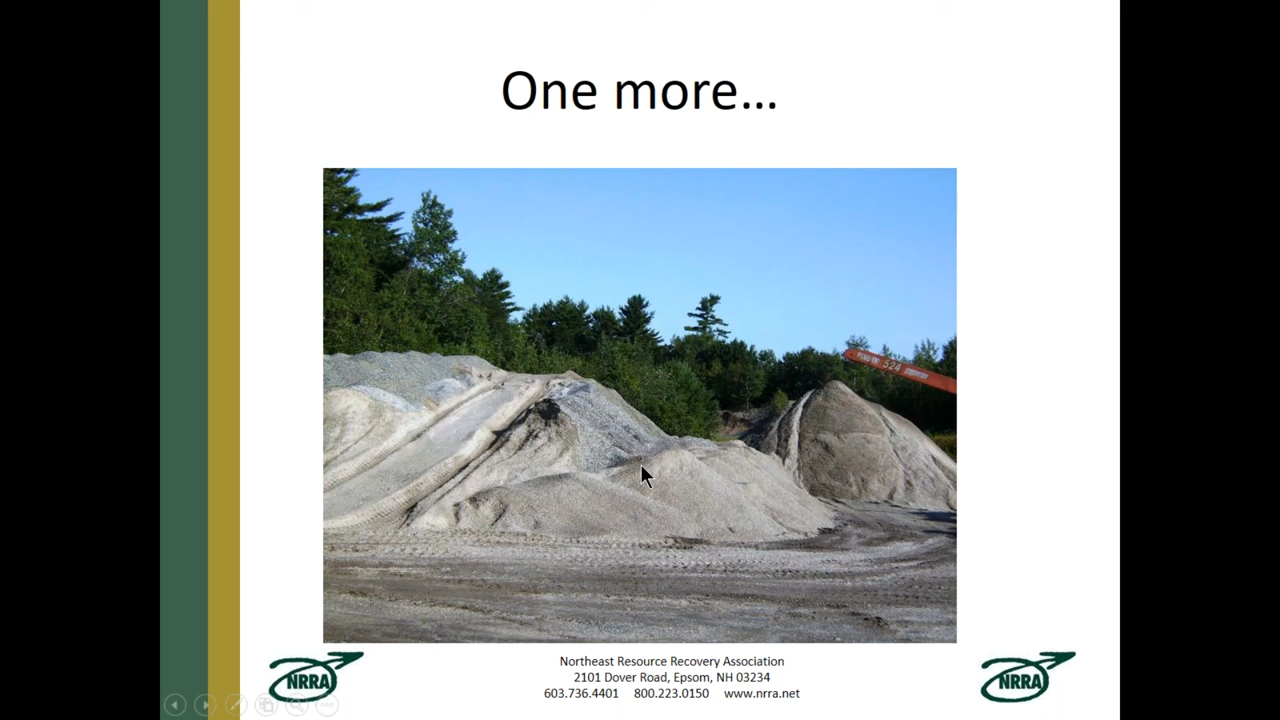 One more...
524
NRRA
Northeast Resource Recovery Association
2101 Dover Road, Epsom, NH 03234
603.736.4401 800.223.0150 www.nrra.net
NRRA